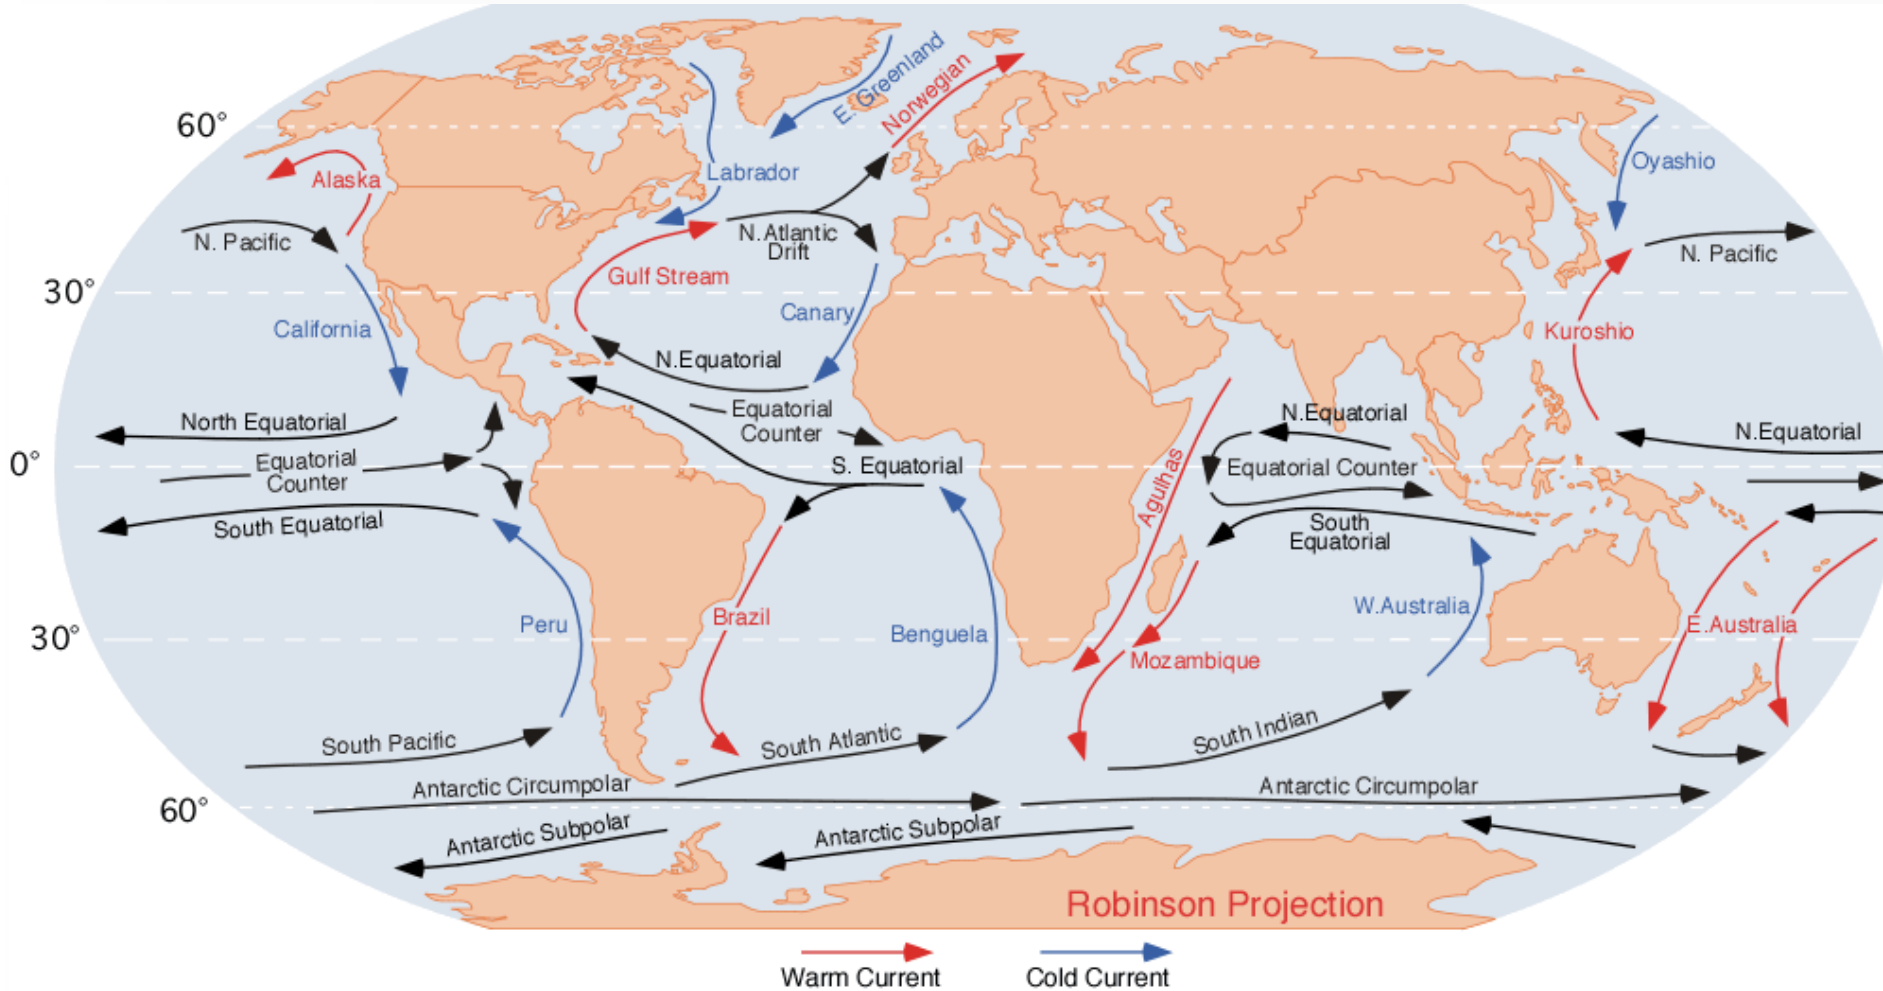 E. Greenland
Norwegian
60°
Labrador
Oyashio
Alaska
N. Pacific
N.Atlantic
Drift
N. Pacific
Gulf Stream
30°
California
Canary
Kuroshio
N.Equatorial
North Equatorial
Equatorial
Counter
N.Equatorial
N.Equatorial
0°
Equatorial
Counter
S. Equatorial
Equatorial Counter
Agulhas
South Equatorial
South
Equatorial
Peru
Brazil
Benguela
W.Australia
E.Australia
30°
Mozambique
South Pacific
South Atlantic
South Indian
Antarctic Circumpolar
Antarctic Circumpolar
60°
Antarctic Subpolar
Antarctic Subpolar
Robinson Projection
Warm Current
Cold Current